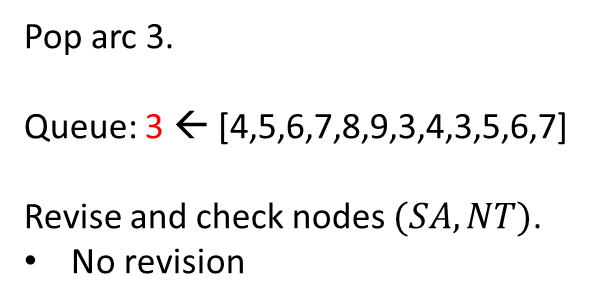 Pop arc 3.
Queue: 3 ← [4,5,6,7,8,9,3,4,3,5,6,7]
Revise and check nodes (SA, NT).
• No revision